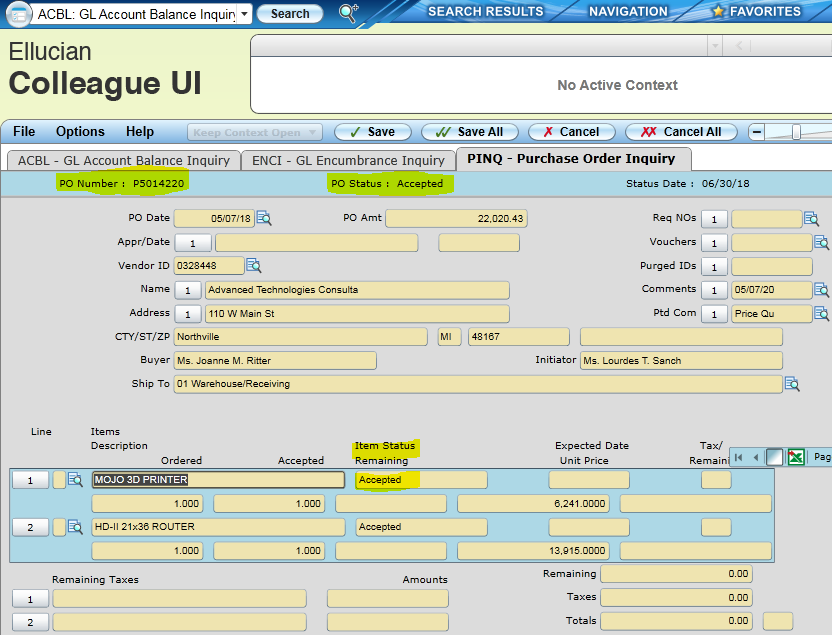 ACBL: GL Account Balance Inquiry Search SEARCH RESULTS NAVIGATION FAVORITES
Ellucian
Colleague UI
No Active Context
File Options Help Keep Context Open Save Save All Cancel Cancel All
ACBL - GL Account Balance Inquiry ENCI - GL Encumbrance Inquiry PINQ - Purchase Order Inquiry
PO Number : P5014220 PO Status : Accepted Status Date : 06/30/18
PO Date 05/07/18 PO Amt 22,020.43 Req NOs 1
Appr/Date 1 Vouchers 1
Vendor ID 0328448 Purged IDs 1
Name 1 Advanced Technologies Consulta Comments 1 05/07/20
Address 1 110 W Main St Ptd Com 1 Price Qu
CTY/ST/ZP Northville MI 48167
Buyer Ms. Joanne M. Ritter Initiator Ms. Lourdes T. Sanch
Ship To 01 Warehouse/Receiving
Line Items
Description Item Status Expected Date Tax/
Ordered Accepted Remaining Unit Price Remaini Pag
1 MOJO 3D PRINTER Accepted
1.000 1.000 6,241.0000
2 HD-II 21x36 ROUTER Accepted
1.000 1.000 13,915.0000
Remaining Taxes Amounts Remaining 0.00
1 Taxes 0.00
2 Totals 0.00